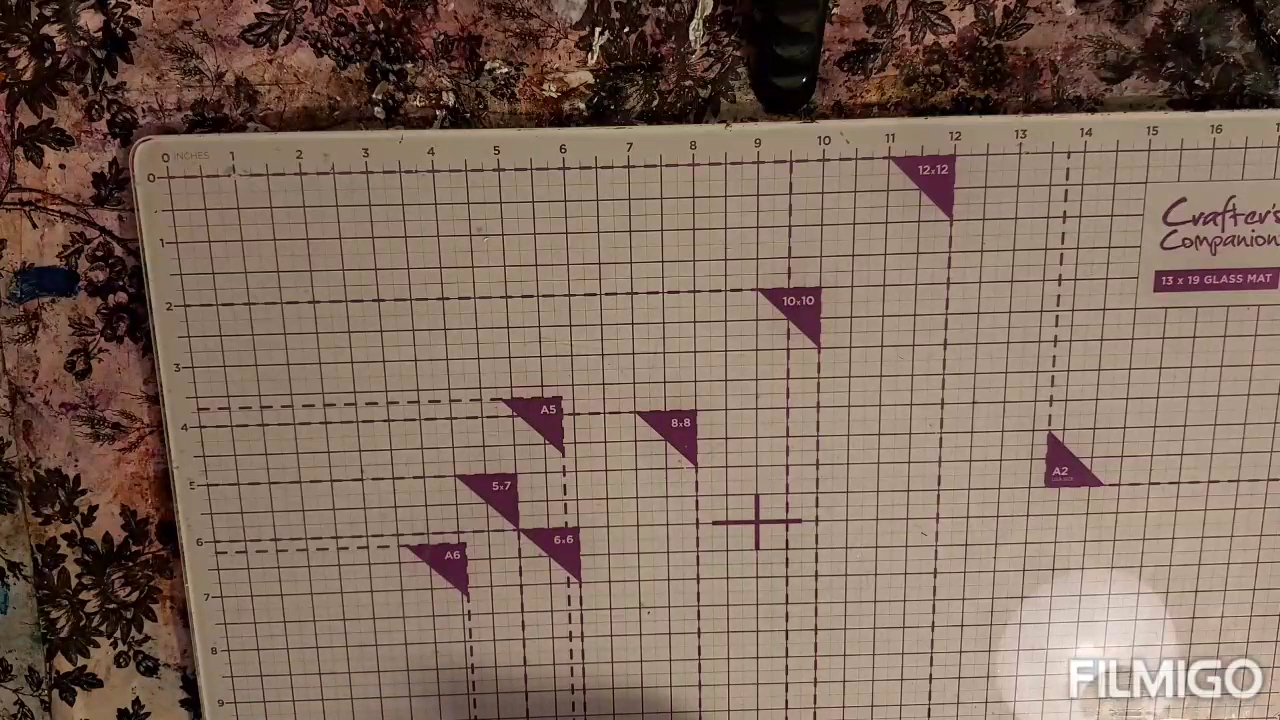 0 INCHES 1 2 3 4 5 6 7 8 9 10 11 12 13 14 15 16
0
12x12
Crafter's
Companion
1
13 x 19 GLASS MAT
2
10x10
3
A5
4
8x8
A2
5
5x7
6
6x6
A6
7
8
FILMIGO
9